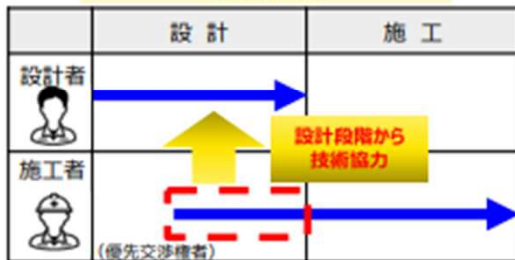 設 計
施 工
設計者
設計段階から
技術協力
施工者
(優先交渉権者)